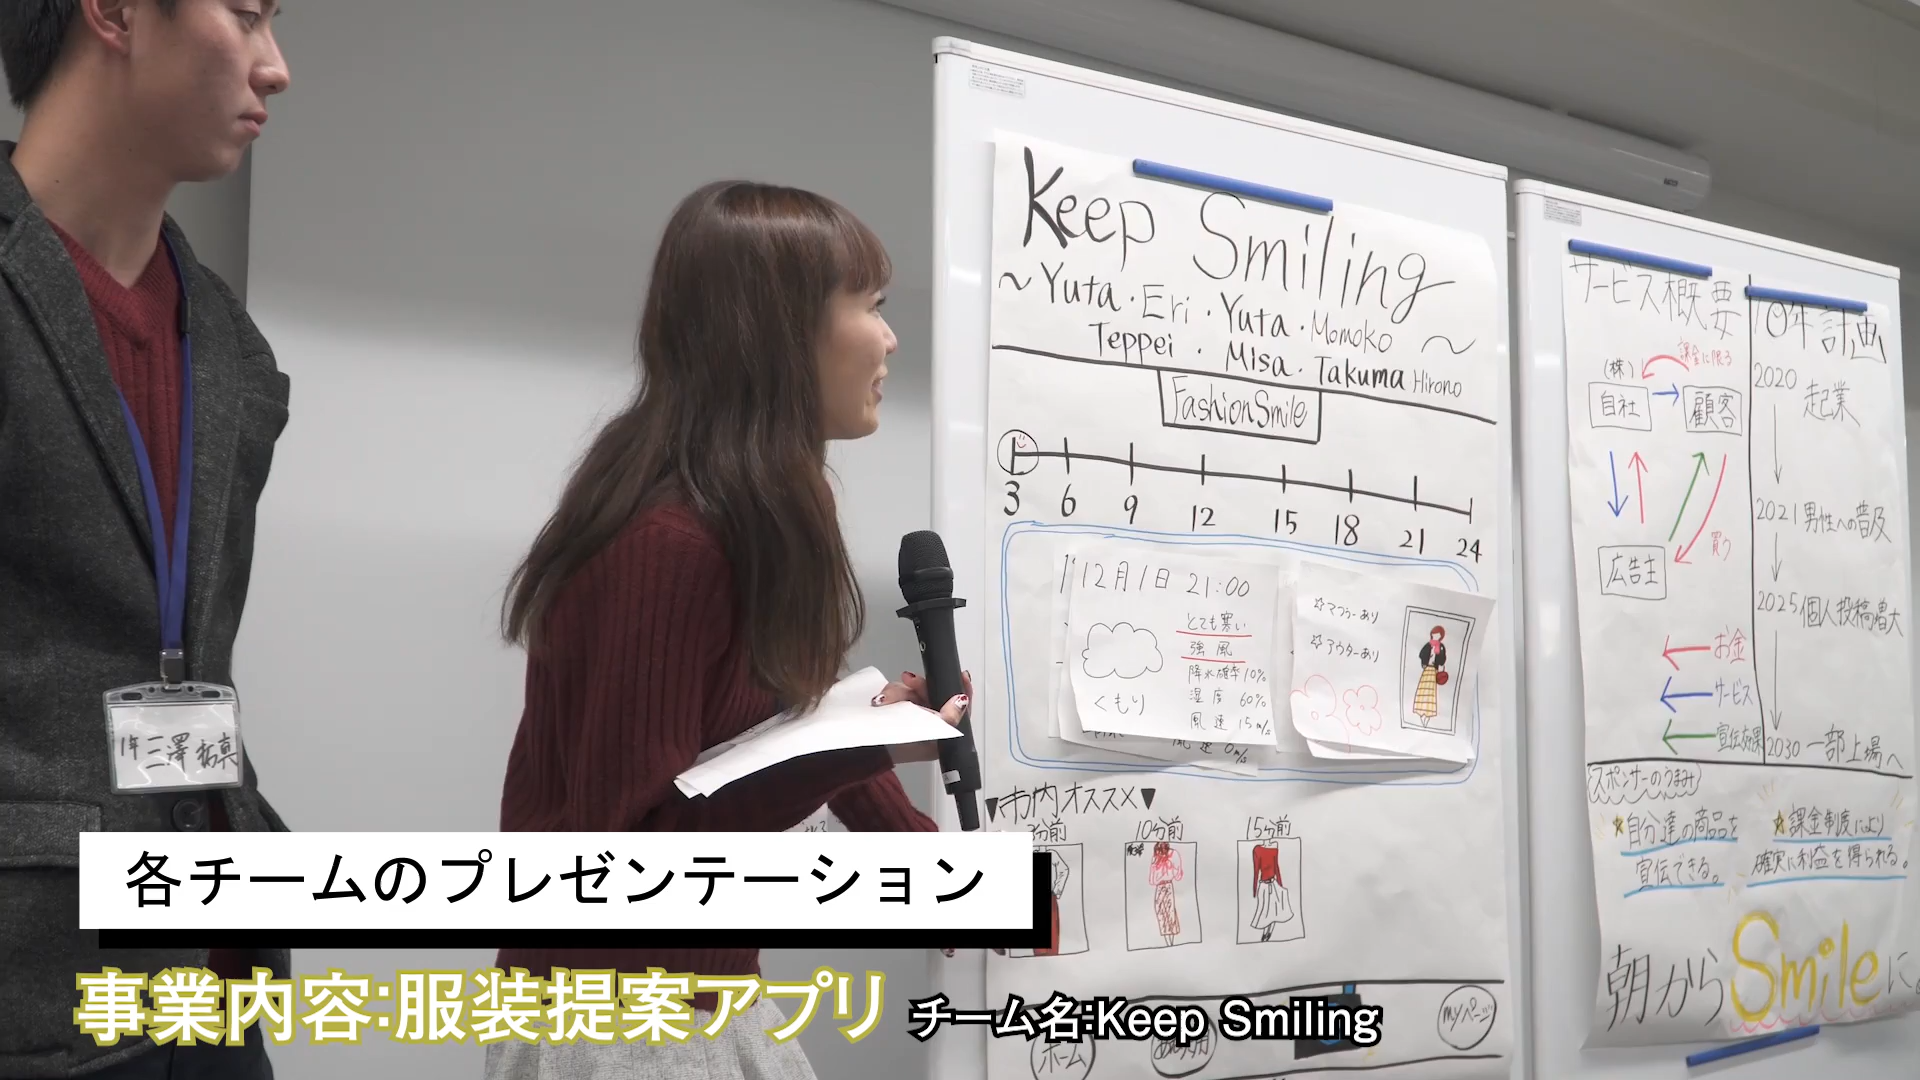 Keep Smiling
～Yuta・Eri・Yuta・Momoko～
Teppei・Misa・Takuma Hirono
FashionSmile
3 6 9 12 15 18 21 24
12月1日 21:00
とても寒い
強風
降水確率10%
湿度 60%
風速 15m/s
くもり
風速 0m/s
☆マフラーあり
☆アウターあり
▼市内オススメ▼
分前 10分前 15分前
ホーム
myページ
サービス概要
(株)
自社
顧客
買う
広告主
お金
サービス
宣伝効果
10年計画
2020 起業
2021 男性への普及
2025 個人投稿増大
2030 一部上場へ
スポンサーのうまみ
☆自分達の商品を
宣伝できる。
☆課金制度により
確実に利益を得られる。
朝からSmileに
1年 三澤拓真
各チームのプレゼンテーション
事業内容:服装提案アプリ
チーム名:Keep Smiling